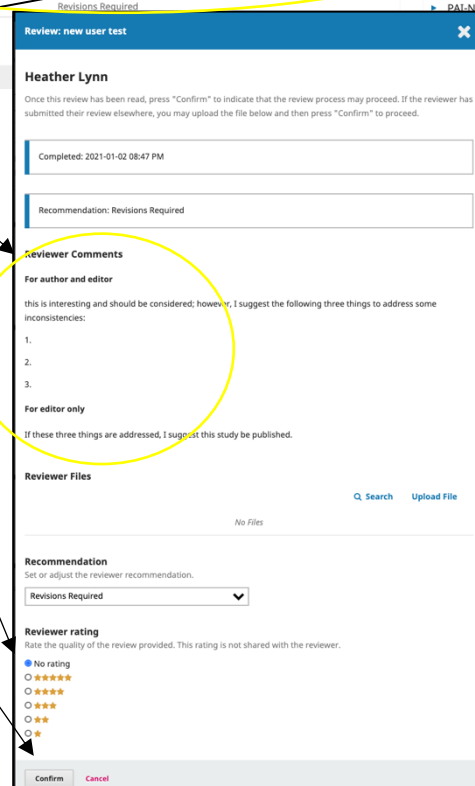 Revisions Required
PAI-N
Review: new user test
Heather Lynn
Once this review has been read, press "Confirm" to indicate that the review process may proceed. If the reviewer has
submitted their review elsewhere, you may upload the file below and then press "Confirm" to proceed.
Completed: 2021-01-02 08:47 PM
Recommendation: Revisions Required
Reviewer Comments
For author and editor
this is interesting and should be considered; however, I suggest the following three things to address some
inconsistencies:
1.
2.
3.
For editor only
If these three things are addressed, I suggest this study be published.
Reviewer Files
Search Upload File
No Files
Recommendation
Set or adjust the reviewer recommendation.
Revisions Required
Reviewer rating
Rate the quality of the review provided. This rating is not shared with the reviewer.
No rating
Confirm Cancel